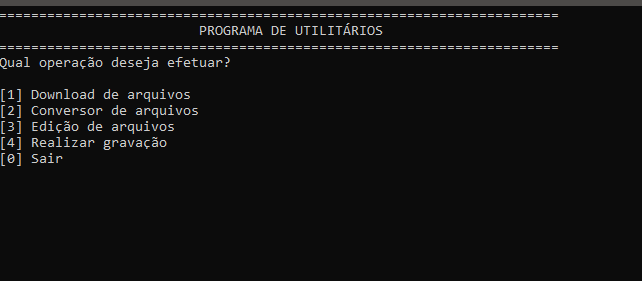 ======================================================================
PROGRAMA DE UTILITÁRIOS
======================================================================
Qual operação deseja efetuar?
[1] Download de arquivos
[2] Conversor de arquivos
[3] Edição de arquivos
[4] Realizar gravação
[0] Sair